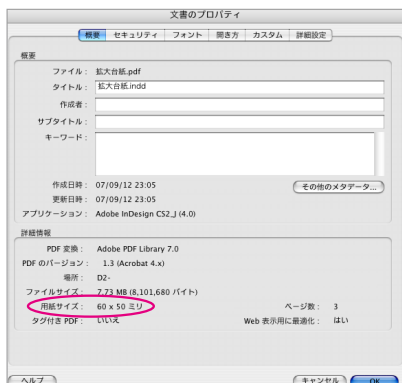 文書のプロパティ
概要 セキュリティ フォント 開き方 カスタム 詳細設定
概要
ファイル： 拡大台紙.pdf
タイトル： 拡大台紙.indd
作成者：
サブタイトル：
キーワード：
作成日時： 07/09/12 23:05
その他のメタデータ...
更新日時： 07/09/12 23:05
アプリケーション： Adobe InDesign CS2_J (4.0)
詳細情報
PDF 変換： Adobe PDF Library 7.0
PDF のバージョン： 1.3 (Acrobat 4.x)
場所： D2-
ファイルサイズ： 7.73 MB (8,101,680 バイト)
用紙サイズ： 60 x 50 ミリ ページ数： 3
タグ付き PDF： いいえ Web 表示用に最適化： はい
ヘルプ キャンセル OK